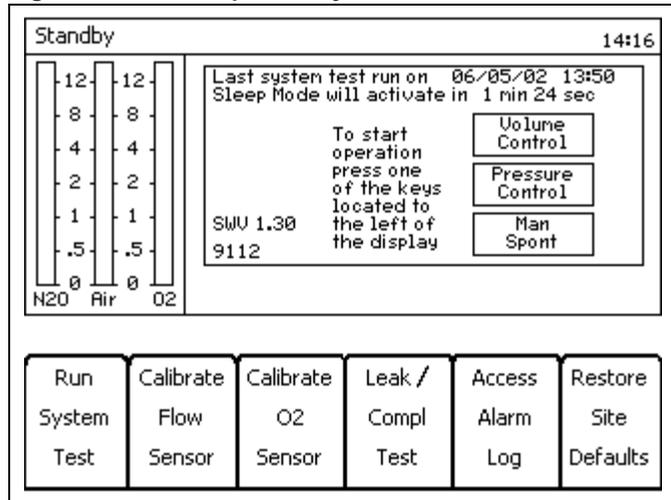 Standby
14:16
12 12
8 8
4 4
2 2
1 1
.5 .5
0 0
N2O Air O2
Last system test run on 06/05/02 13:50
Sleep Mode will activate in 1 min 24 sec
To start
operation
press one
of the keys
located to
the left of
the display
Volume
Control
Pressure
Control
Man
Spont
SWV 1.30
9112
Run
System
Test
Calibrate
Flow
Sensor
Calibrate
O2
Sensor
Leak /
Compl
Test
Access
Alarm
Log
Restore
Site
Defaults